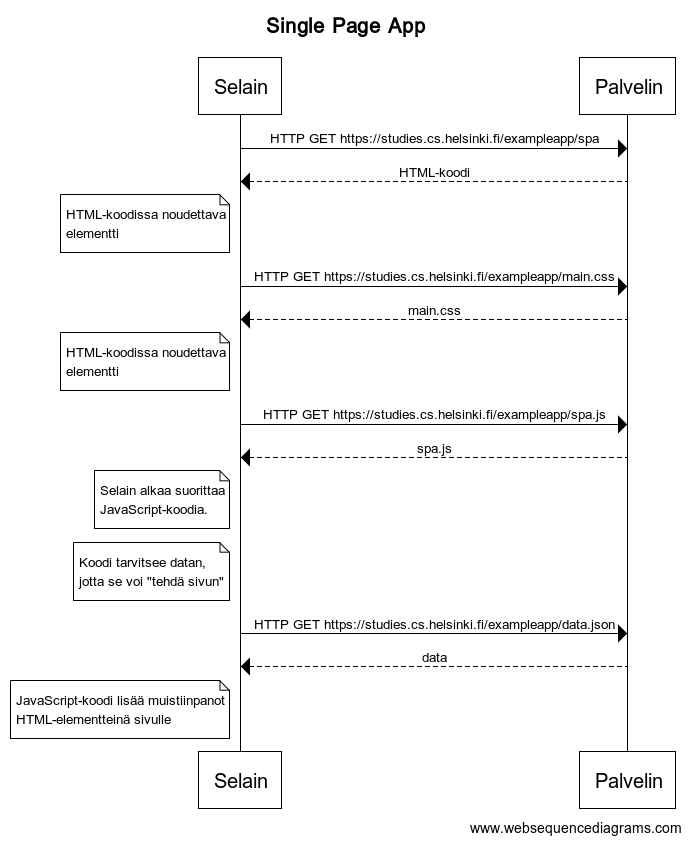 Single Page App
Selain
Palvelin
HTTP GET https://studies.cs.helsinki.fi/exampleapp/spa
HTML-koodi
HTML-koodissa noudettava
elementti
HTTP GET https://studies.cs.helsinki.fi/exampleapp/main.css
main.css
HTML-koodissa noudettava
elementti
HTTP GET https://studies.cs.helsinki.fi/exampleapp/spa.js
spa.js
Selain alkaa suorittaa
JavaScript-koodia.
Koodi tarvitsee datan,
jotta se voi "tehdä sivun"
HTTP GET https://studies.cs.helsinki.fi/exampleapp/data.json
data
JavaScript-koodi lisää muistiinpanot
HTML-elementteinä sivulle
Selain
Palvelin
www.websequencediagrams.com